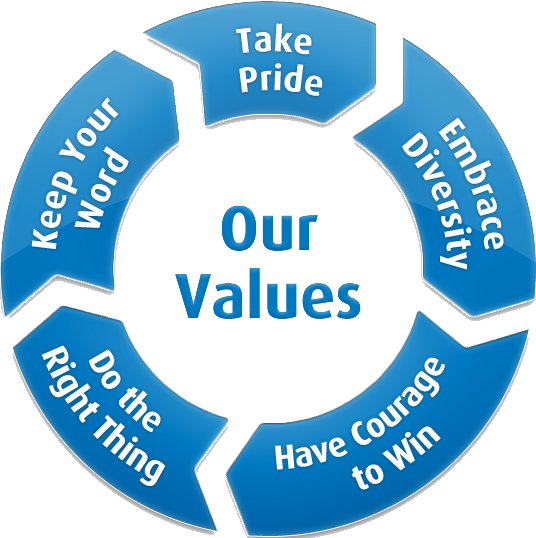 Take
Pride
Embrace
Diversity
Have Courage
to Win
Do the
Right Thing
Keep Your
Word
Our
Values